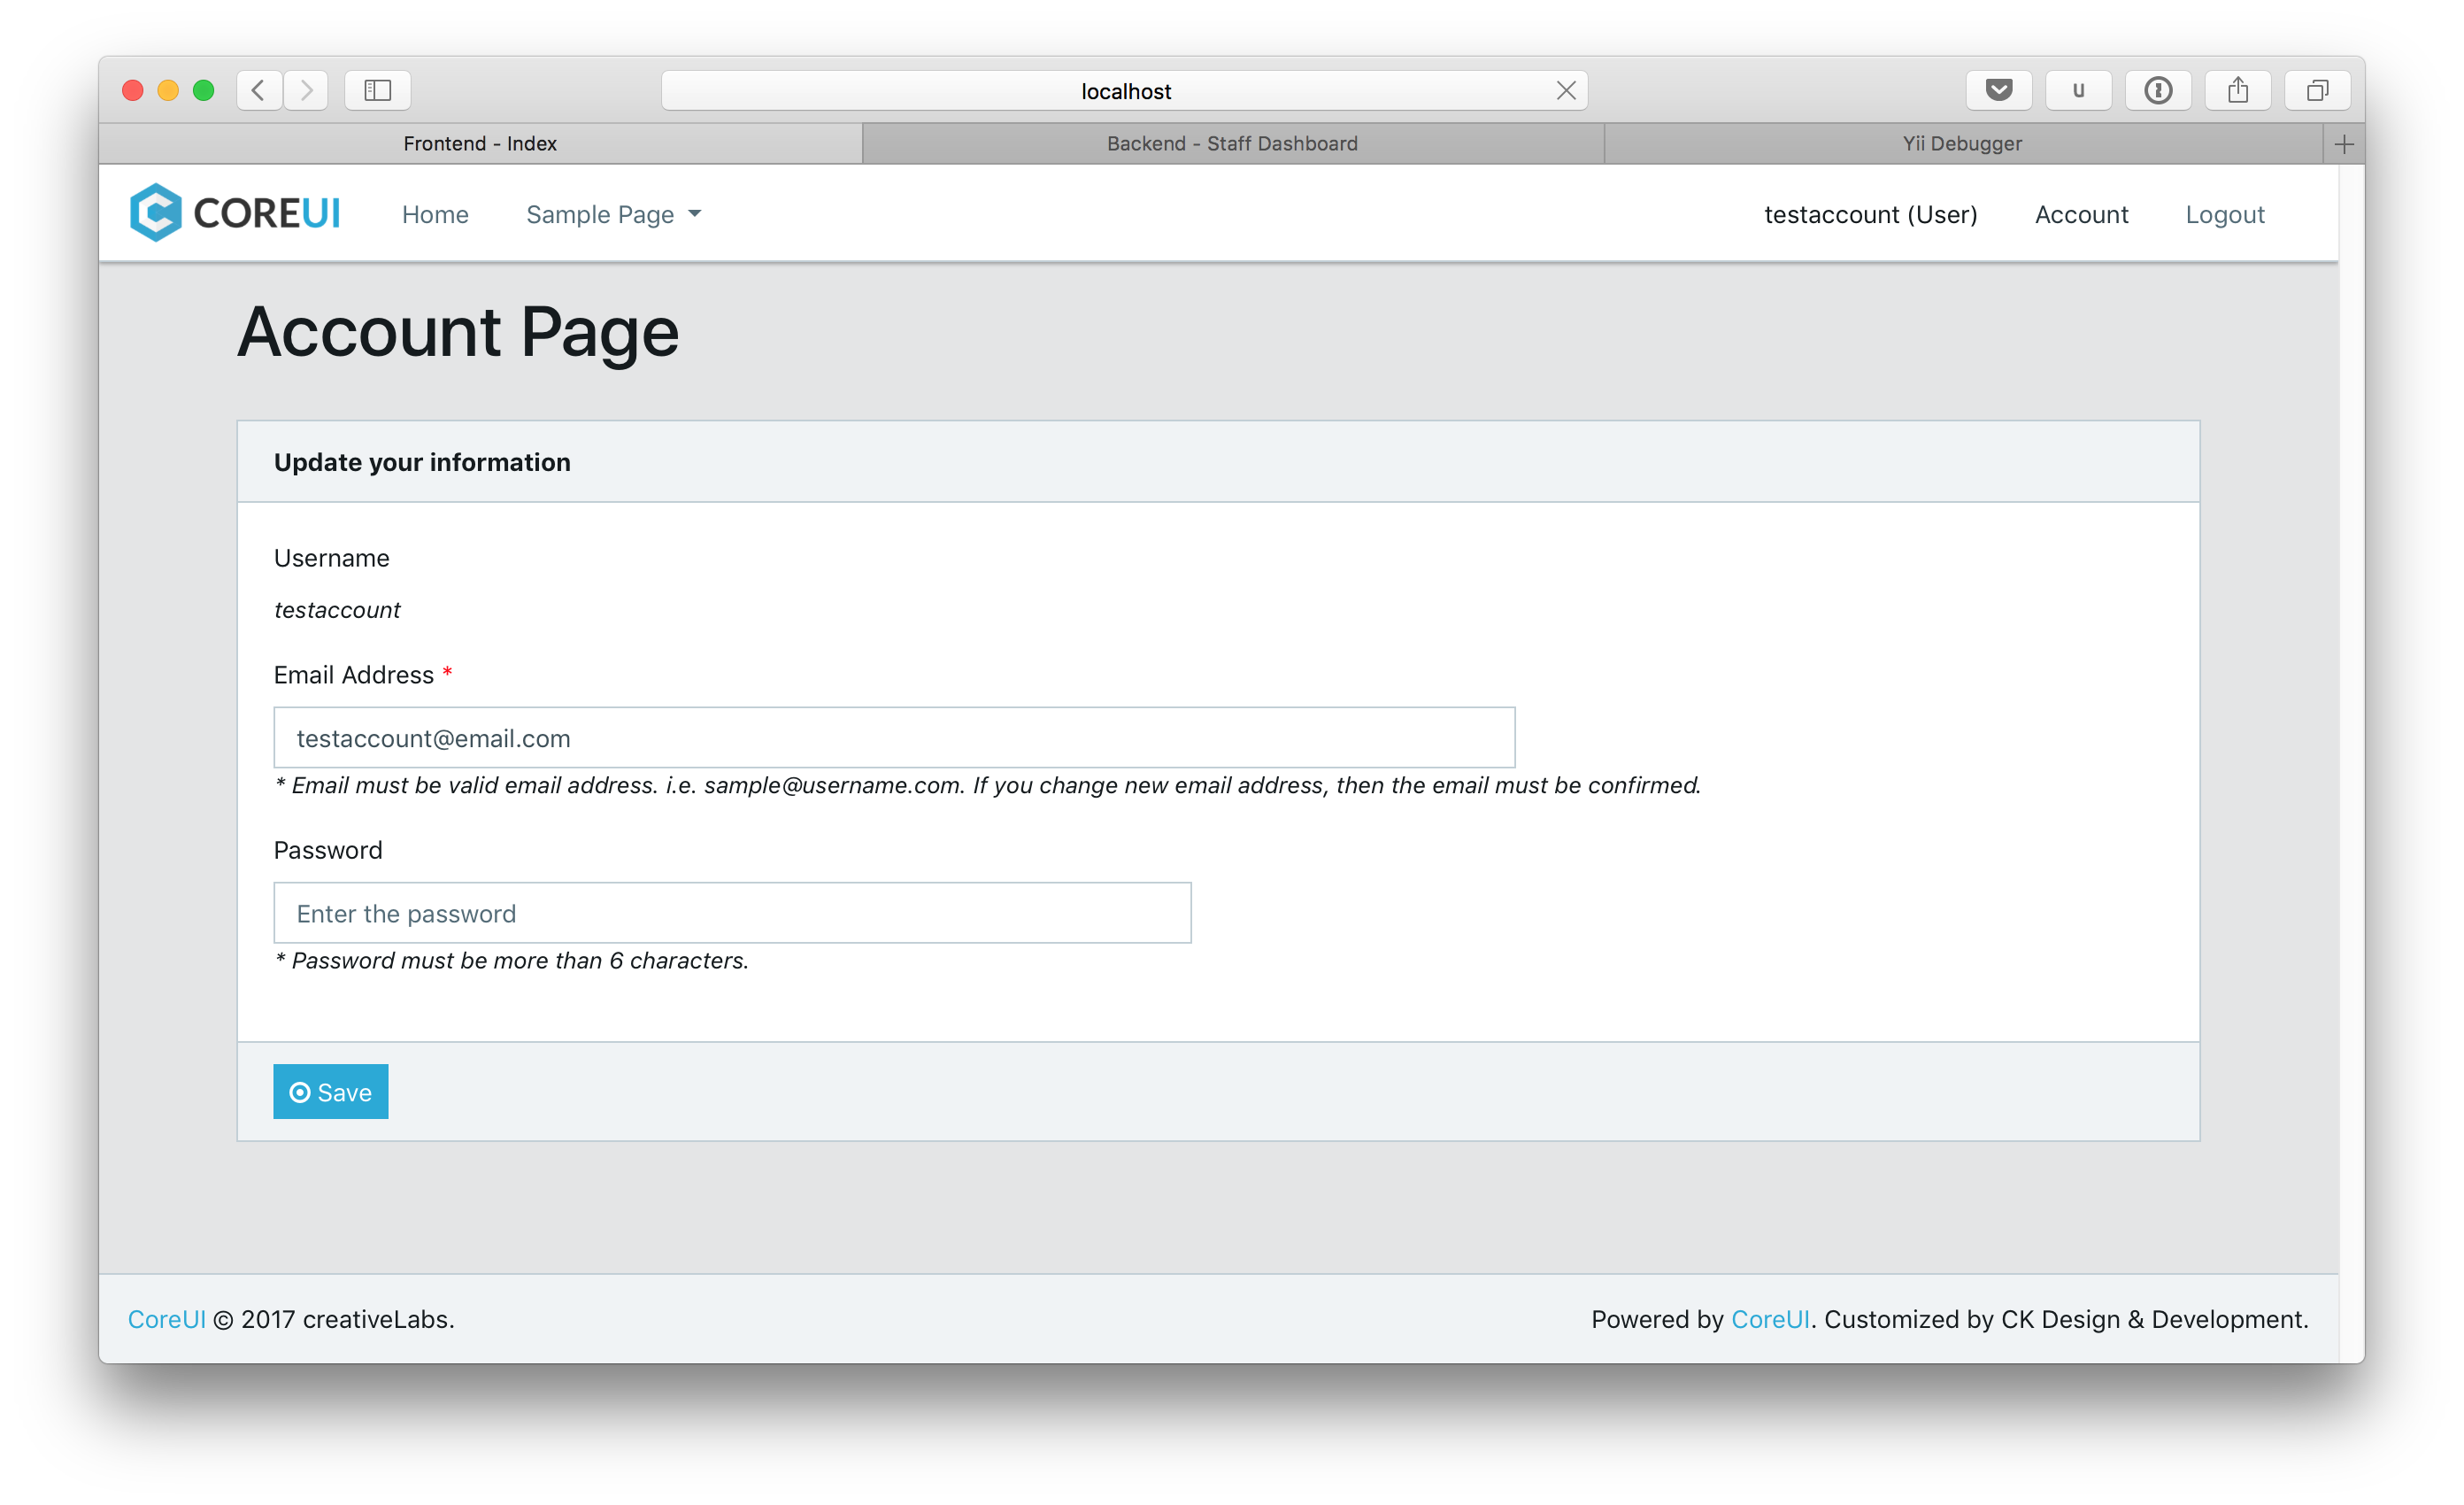 localhost
u
Frontend - Index
Backend - Staff Dashboard
Yii Debugger
COREUI
Home
Sample Page
testaccount (User)
Account
Logout
Account Page
Update your information
Username
testaccount
Email Address *
testaccount@email.com
* Email must be valid email address. i.e. sample@username.com. If you change new email address, then the email must be confirmed.
Password
Enter the password
* Password must be more than 6 characters.
Save
CoreUI © 2017 creativeLabs.
Powered by CoreUI. Customized by CK Design & Development.